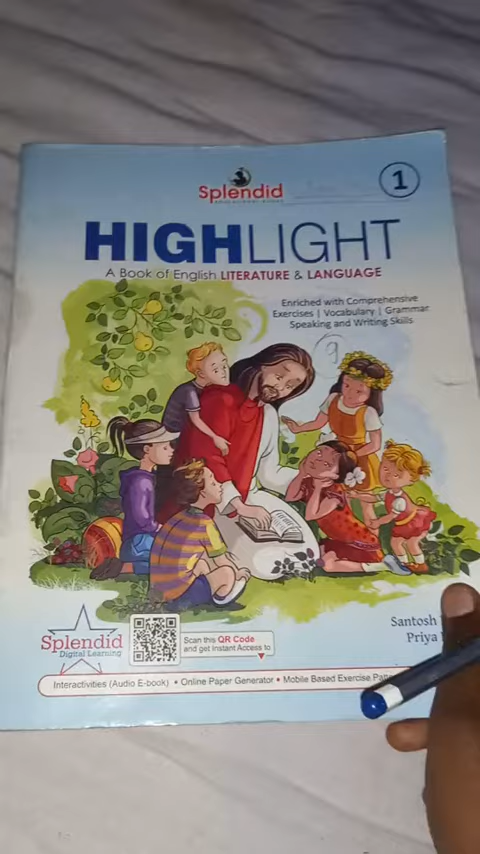 Splendid
1
HIGHLIGHT
A Book of English LITERATURE & LANGUAGE
Enriched with Comprehensive
Exercises | Vocabulary | Grammar
Speaking and Writing Skills
9
Santosh
Priya
Splendid
Digital Learning
Scan this QR Code
and get Instant Access to
Interactivities (Audio E-book) • Online Paper Generator • Mobile Based Exercise